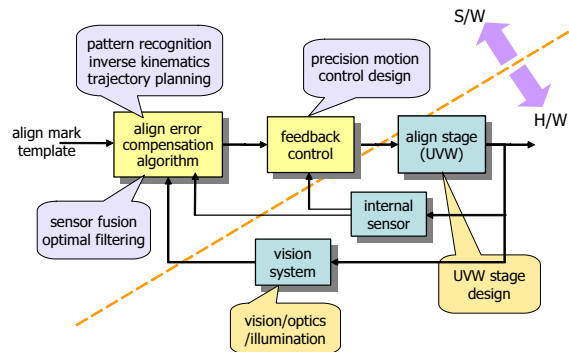 S/W
H/W
pattern recognition
inverse kinematics
trajectory planning
precision motion
control design
align mark
template
align error
compensation
algorithm
feedback
control
align stage
(UVW)
internal
sensor
sensor fusion
optimal filtering
vision
system
UVW stage
design
vision/optics
/illumination